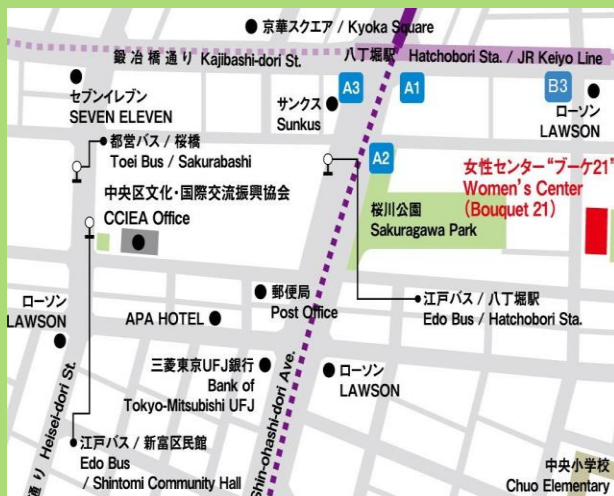 京華スクエア / Kyoka Square
鍛冶橋通り Kajibashi-dori St.
八丁堀駅 Hatchobori Sta. / JR Keiyo Line
セブンイレブン
SEVEN ELEVEN
サンクス
Sunkus
A3
A1
B3
ローソン
LAWSON
都営バス / 桜橋
Toei Bus / Sakurabashi
A2
女性センター“ブーケ21”
Women's Center
(Bouquet 21)
中央区文化・国際交流振興協会
CCIEA Office
桜川公園
Sakuragawa Park
郵便局
Post Office
江戸バス / 八丁堀駅
Edo Bus / Hatchobori Sta.
ローソン
LAWSON
APA HOTEL
三菱東京UFJ銀行
Bank of
Tokyo-Mitsubishi UFJ
ローソン
LAWSON
通り Heisei-dori St.
Shin-ohashi-dori Ave.
江戸バス / 新富区民館
Edo Bus
/ Shintomi Community Hall
中央小学校
Chuo Elementary